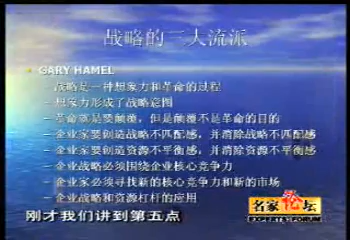 战略的三大流派
GARY HAMEL
– 战略是一种想象力和革命的过程
– 想象力形成了战略意图
– 革命就是要颠覆，但是颠覆不是革命的目的
– 企业家要创造战略不匹配感，并消除战略不匹配感
– 企业家要创造资源不平衡感，并消除资源不平衡感
– 企业战略必须围绕企业核心竞争力
– 企业家必须寻找新的核心竞争力和新的市场
– 企业战略和资源杠杆的应用
名家论坛
EXPERTS' FORUM
刚才我们讲到第五点